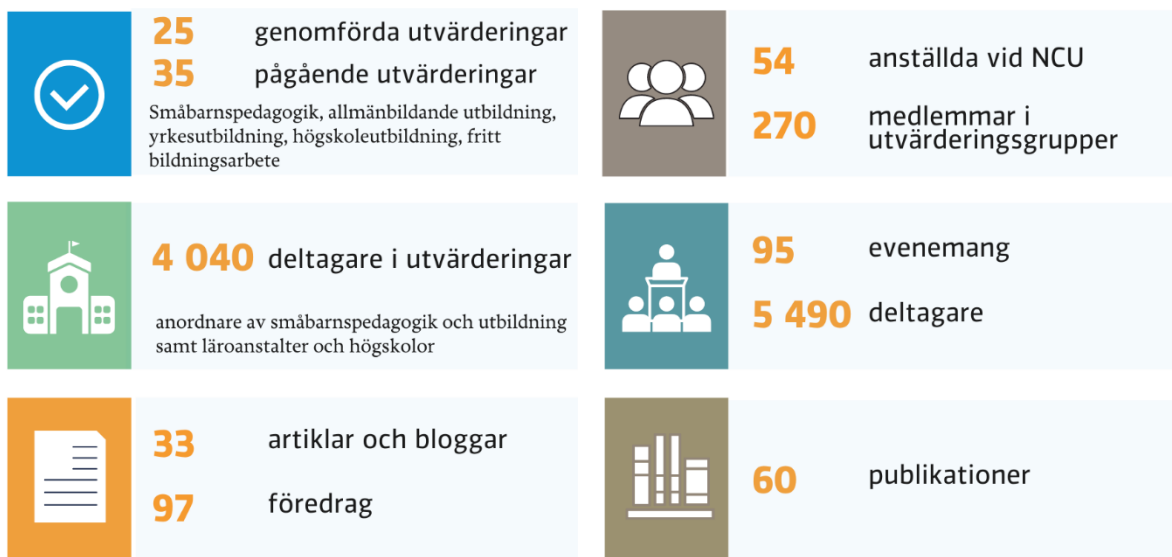 25 genomförda utvärderingar
35 pågående utvärderingar
Småbarnspedagogik, allmänbildande utbildning,
yrkesutbildning, högskoleutbildning, fritt
bildningsarbete
54 anställda vid NCU
270 medlemmar i
utvärderingsgrupper
4 040 deltagare i utvärderingar
anordnare av småbarnspedagogik och utbildning
samt läroanstalter och högskolor
95 evenemang
5 490 deltagare
33 artiklar och bloggar
97 föredrag
60 publikationer